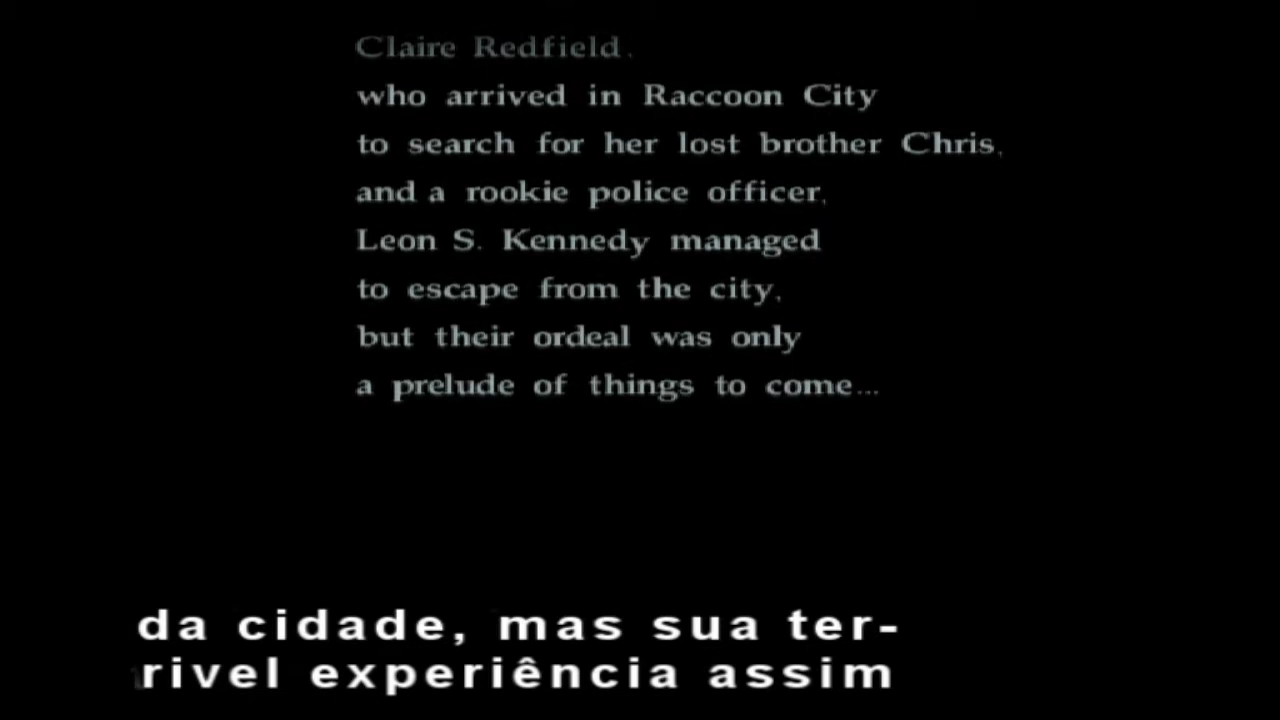 Claire Redfield,
who arrived in Raccoon City
to search for her lost brother Chris,
and a rookie police officer,
Leon S. Kennedy managed
to escape from the city,
but their ordeal was only
a prelude of things to come...
da cidade, mas sua ter-
rivel experiência assim